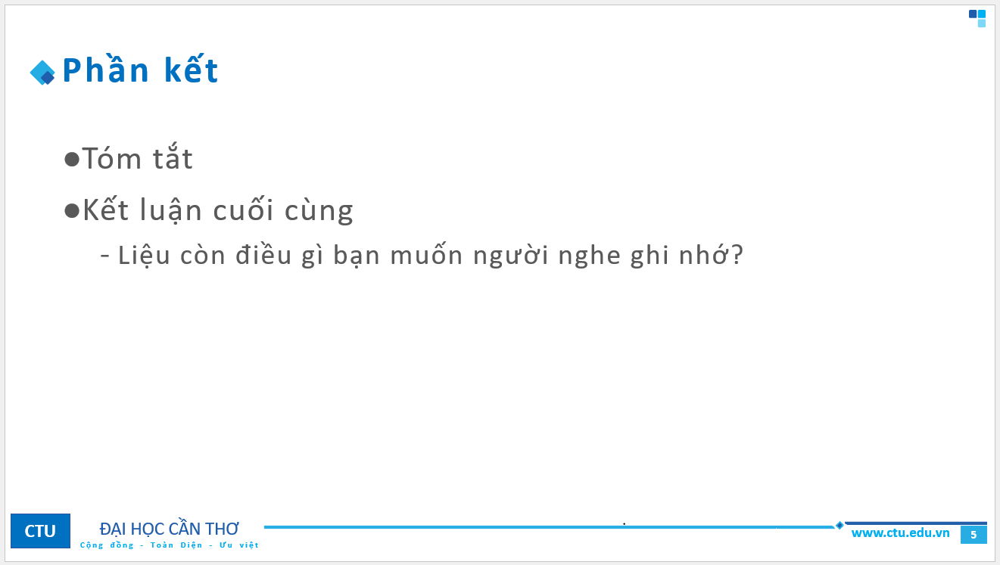 Phần kết
●Tóm tắt
●Kết luận cuối cùng
- Liệu còn điều gì bạn muốn người nghe ghi nhớ?
CTU
ĐẠI HỌC CẦN THƠ
Cộng đồng - Toàn Diện - Ưu việt
www.ctu.edu.vn
5